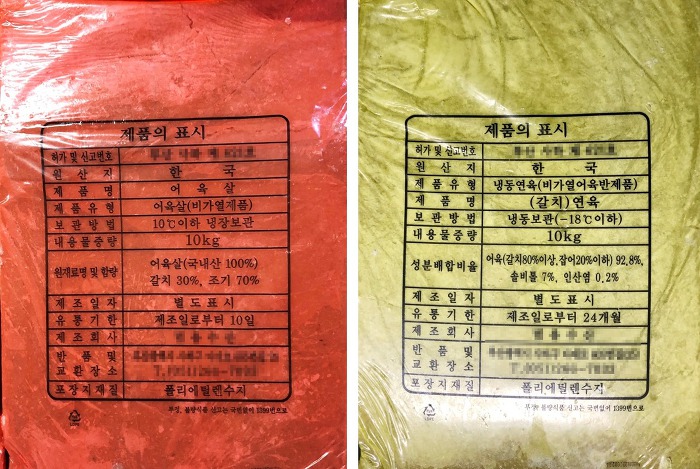 제품의 표시
허가 및 신고번호
원산지 한국
제품명 어육살
제품유형 어육살(비가열제품)
보관방법 10℃이하 냉장보관
내용물중량 10kg
원재료명 및 함량 어육살(국내산 100%)
갈치 30%, 조기 70%
제조일자 별도표시
유통기한 제조일로부터 10일
제조회사
반품 및
교환장소
포장지재질 폴리에틸렌수지
부정, 불량식품 신고는 국번없이 1399번으로
제품의 표시
허가 및 신고번호
원산지 한국
제품유형 냉동연육(비가열어육반제품)
제품명 (갈치)연육
보관방법 냉동보관(-18℃이하)
내용물중량 10kg
성분배합비율 어육(갈치80%이상,잡어20%이하) 92.8%,
솔비톨 7%, 인산염 0.2%
제조일자 별도표시
유통기한 제조일로부터 24개월
제조회사
반품 및
교환장소
포장지재질 폴리에틸렌수지
부정, 불량식품 신고는 국번없이 1399번으로